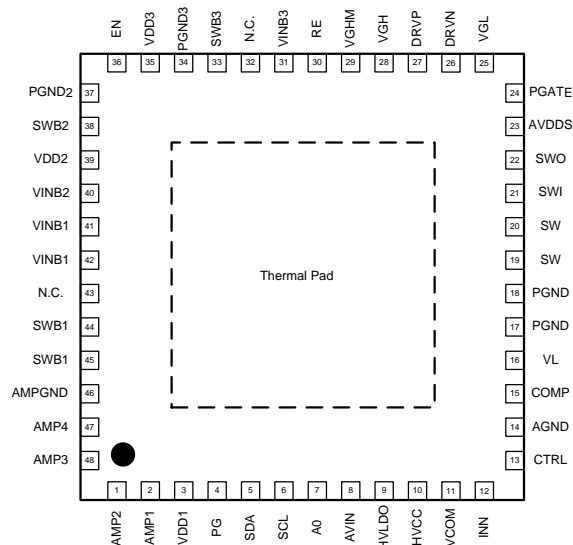 EN
VDD3
PGND3
SWB3
N.C.
VINB3
RE
VGHM
VGH
DRVP
DRVN
VGL
36
35
34
33
32
31
30
29
28
27
26
25
PGND2 37
SWB2 38
VDD2 39
VINB2 40
VINB1 41
VINB1 42
N.C. 43
SWB1 44
SWB1 45
AMPGND 46
AMP4 47
AMP3 48
Thermal Pad
24 PGATE
23 AVDDS
22 SWO
21 SWI
20 SW
19 SW
18 PGND
17 PGND
16 VL
15 COMP
14 AGND
13 CTRL
1
2
3
4
5
6
7
8
9
10
11
12
AMP2
AMP1
VDD1
PG
SDA
SCL
A0
AVIN
HVLDO
HVCC
VCOM
INN